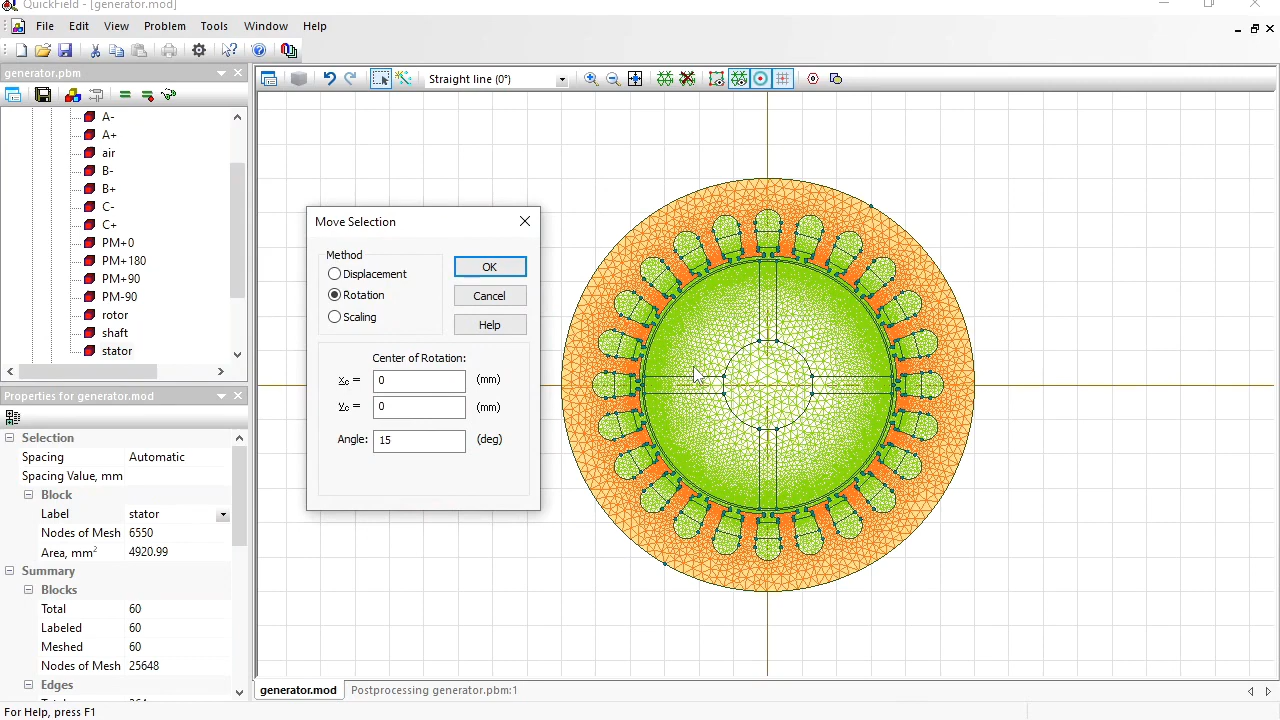 QuickField - [generator.mod]
File Edit View Problem Tools Window Help
generator.pbm
Straight line (0°)
A-
A+
air
B-
B+
C-
C+
PM+0
PM+180
PM+90
PM-90
rotor
shaft
stator
Properties for generator.mod
Selection
Spacing Automatic
Spacing Value, mm
Block
Label stator
Nodes of Mesh 6550
Area, mm² 4920.99
Summary
Blocks
Total 60
Labeled 60
Meshed 60
Nodes of Mesh 25648
Edges
Move Selection
Method
Displacement
Rotation
Scaling
OK
Cancel
Help
Center of Rotation:
xc = 0 (mm)
yc = 0 (mm)
Angle: 15 (deg)
generator.mod Postprocessing generator.pbm:1
For Help, press F1